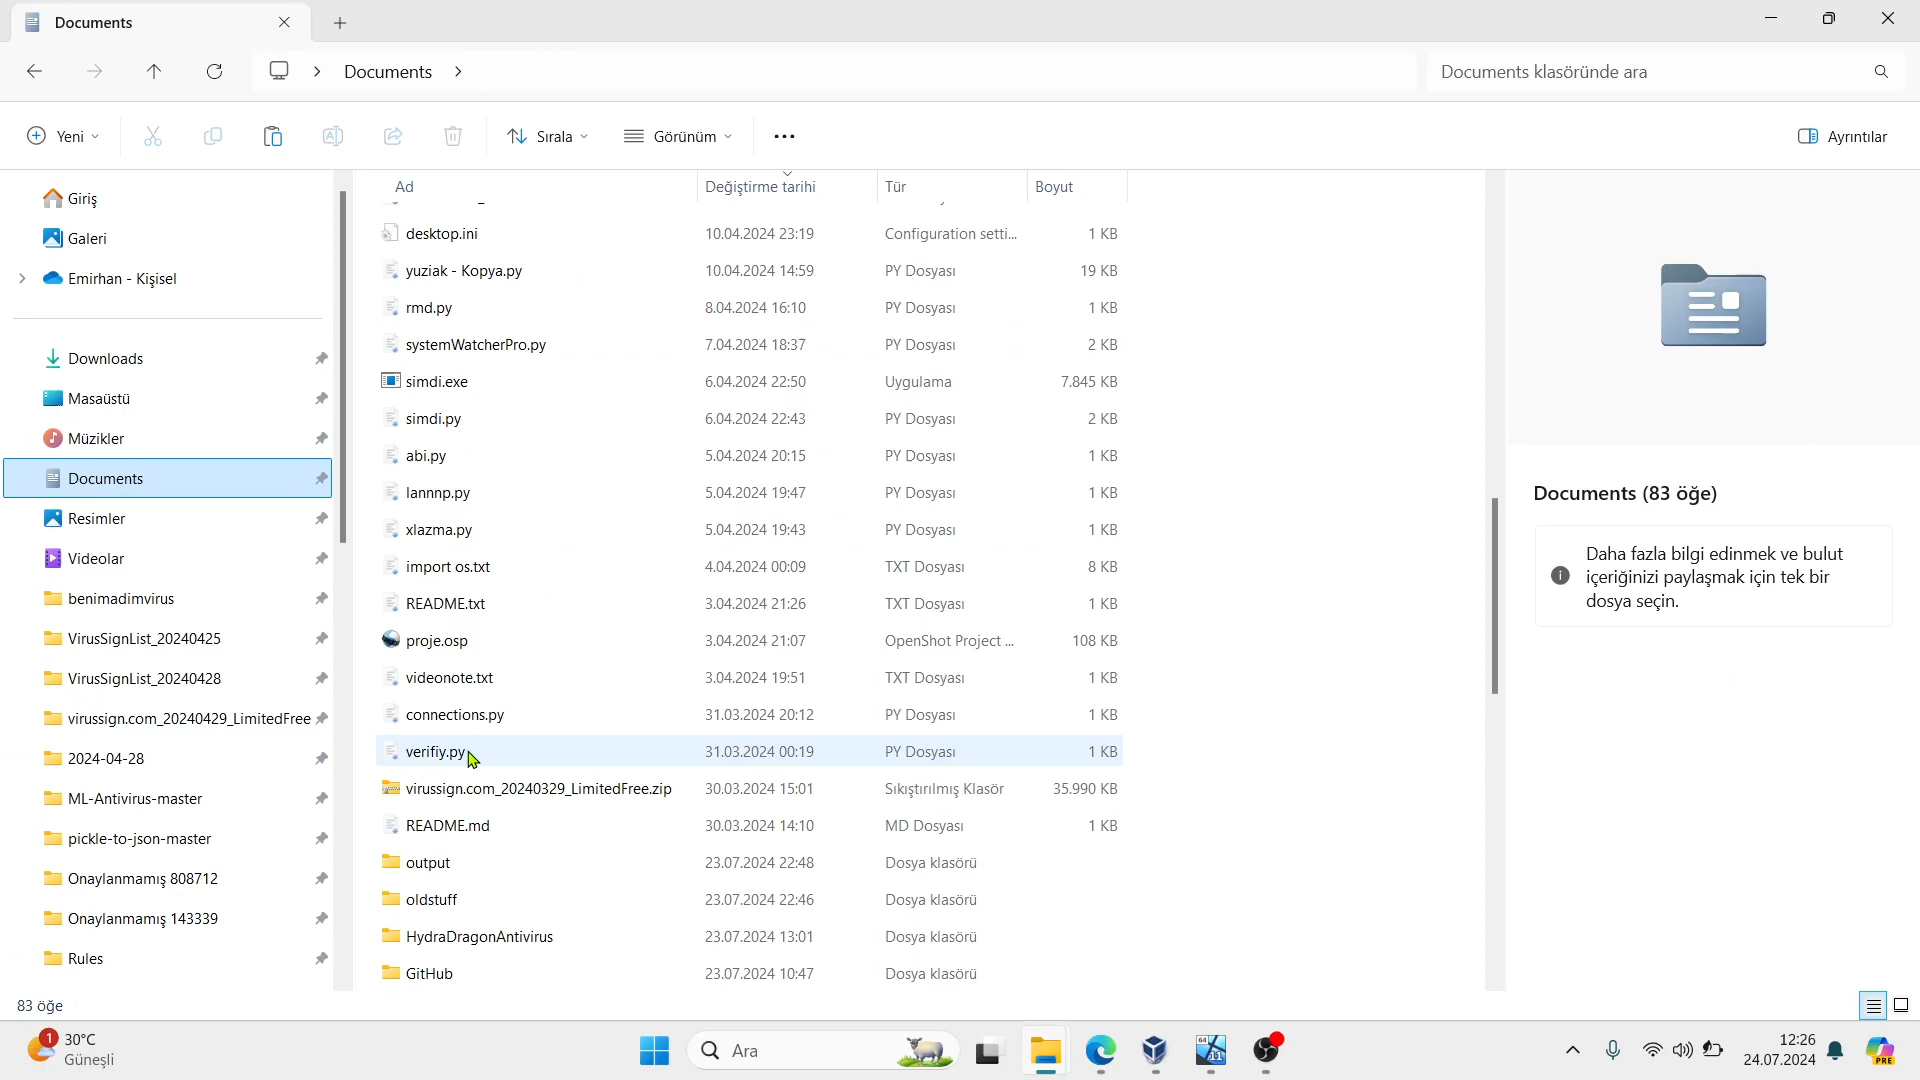 Documents
Documents
Documents klasöründe ara
Yeni
Sırala
Görünüm
Ayrıntılar
Giriş
Galeri
Emirhan - Kişisel
Downloads
Masaüstü
Müzikler
Documents
Resimler
Videolar
benimadimvirus
VirusSignList_20240425
VirusSignList_20240428
virussign.com_20240429_LimitedFree
2024-04-28
ML-Antivirus-master
pickle-to-json-master
Onaylanmamış 808712
Onaylanmamış 143339
Rules
Ad Değiştirme tarihi Tür Boyut
desktop.ini 10.04.2024 23:19 Configuration setti... 1 KB
yuziak - Kopya.py 10.04.2024 14:59 PY Dosyası 19 KB
rmd.py 8.04.2024 16:10 PY Dosyası 1 KB
systemWatcherPro.py 7.04.2024 18:37 PY Dosyası 2 KB
simdi.exe 6.04.2024 22:50 Uygulama 7.845 KB
simdi.py 6.04.2024 22:43 PY Dosyası 2 KB
abi.py 5.04.2024 20:15 PY Dosyası 1 KB
lannnp.py 5.04.2024 19:47 PY Dosyası 1 KB
xlazma.py 5.04.2024 19:43 PY Dosyası 1 KB
import os.txt 4.04.2024 00:09 TXT Dosyası 8 KB
README.txt 3.04.2024 21:26 TXT Dosyası 1 KB
proje.osp 3.04.2024 21:07 OpenShot Project ... 108 KB
videonote.txt 3.04.2024 19:51 TXT Dosyası 1 KB
connections.py 31.03.2024 20:12 PY Dosyası 1 KB
verifiy.py 31.03.2024 00:19 PY Dosyası 1 KB
virussign.com_20240329_LimitedFree.zip 30.03.2024 15:01 Sıkıştırılmış Klasör 35.990 KB
README.md 30.03.2024 14:10 MD Dosyası 1 KB
output 23.07.2024 22:48 Dosya klasörü
oldstuff 23.07.2024 22:46 Dosya klasörü
HydraDragonAntivirus 23.07.2024 13:01 Dosya klasörü
GitHub 23.07.2024 10:47 Dosya klasörü
Documents (83 öğe)
Daha fazla bilgi edinmek ve bulut
içeriğinizi paylaşmak için tek bir
dosya seçin.
83 öğe
1
30°C
Güneşli
Ara
64
11
12:26
24.07.2024
PRE